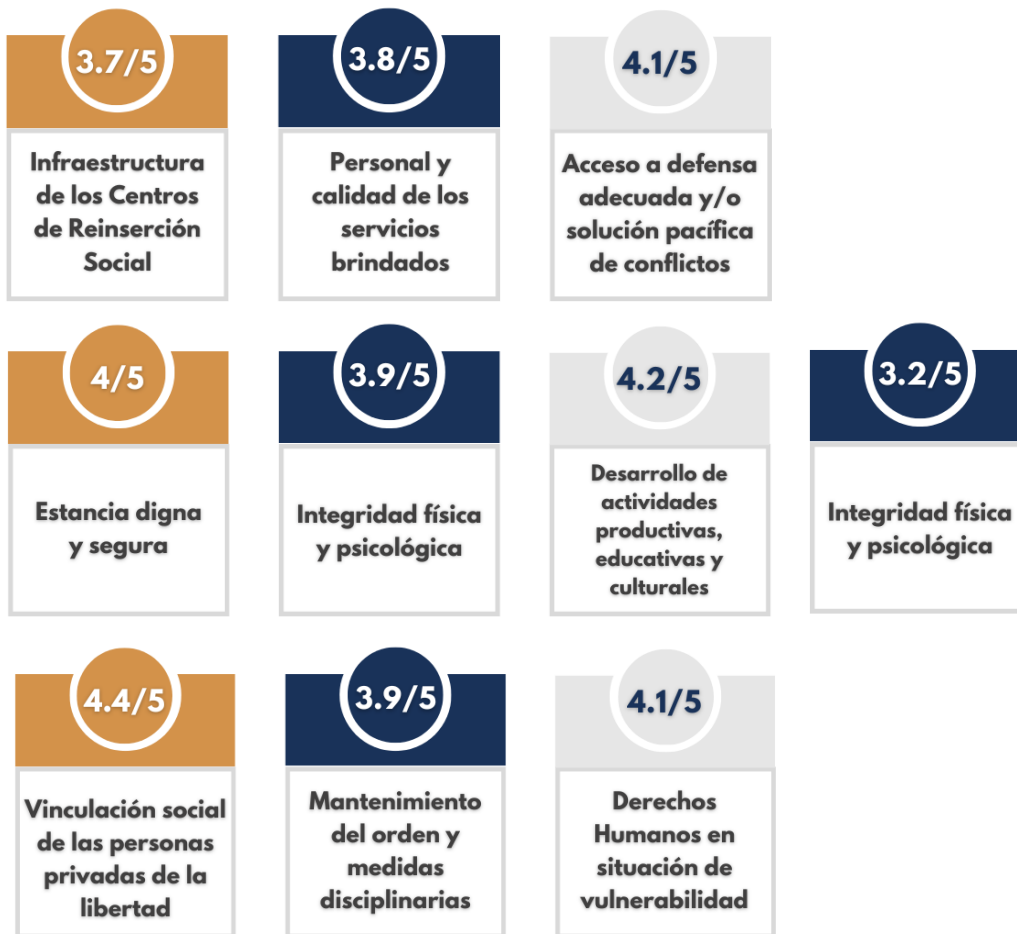 3.7/5
Infraestructura
de los Centros
de Reinserción
Social
3.8/5
Personal y
calidad de los
servicios
brindados
4.1/5
Acceso a defensa
adecuada y/o
solución pacífica
de conflictos
4/5
Estancia digna
y segura
3.9/5
Integridad física
y psicológica
4.2/5
Desarrollo de
actividades
productivas,
educativas y
culturales
3.2/5
Integridad física
y psicológica
4.4/5
Vinculación social
de las personas
privadas de la
libertad
3.9/5
Mantenimiento
del orden y
medidas
disciplinarias
4.1/5
Derechos
Humanos en
situación de
vulnerabilidad